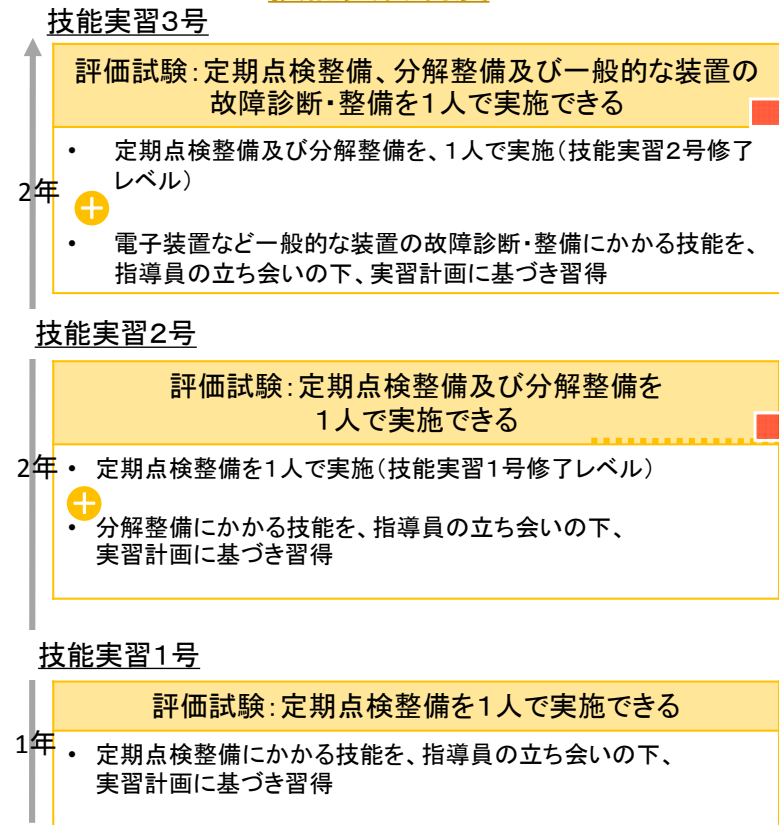 技能実習3号
評価試験:定期点検整備、分解整備及び一般的な装置の
故障診断・整備を1人で実施できる
• 定期点検整備及び分解整備を、1人で実施(技能実習2号修了
レベル)
2年
• 電子装置など一般的な装置の故障診断・整備にかかる技能を、
指導員の立ち会いの下、実習計画に基づき習得
技能実習2号
評価試験:定期点検整備及び分解整備を
1人で実施できる
2年
• 定期点検整備を1人で実施(技能実習1号修了レベル)
• 分解整備にかかる技能を、指導員の立ち会いの下、
実習計画に基づき習得
技能実習1号
評価試験:定期点検整備を1人で実施できる
1年
• 定期点検整備にかかる技能を、指導員の立ち会いの下、
実習計画に基づき習得